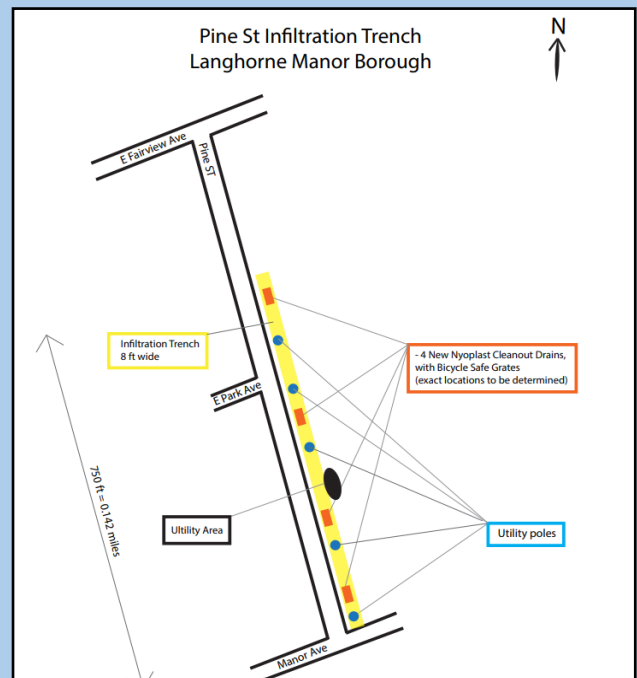 Pine St Infiltration Trench
Langhorne Manor Borough
N
E Fairview Ave
Pine ST
Infiltration Trench
8 ft wide
- 4 New Nyoplast Cleanout Drains,
with Bicycle Safe Grates
(exact locations to be determined)
E Park Ave
750 ft = 0.142 miles
Ultility Area
Utility poles
Manor Ave